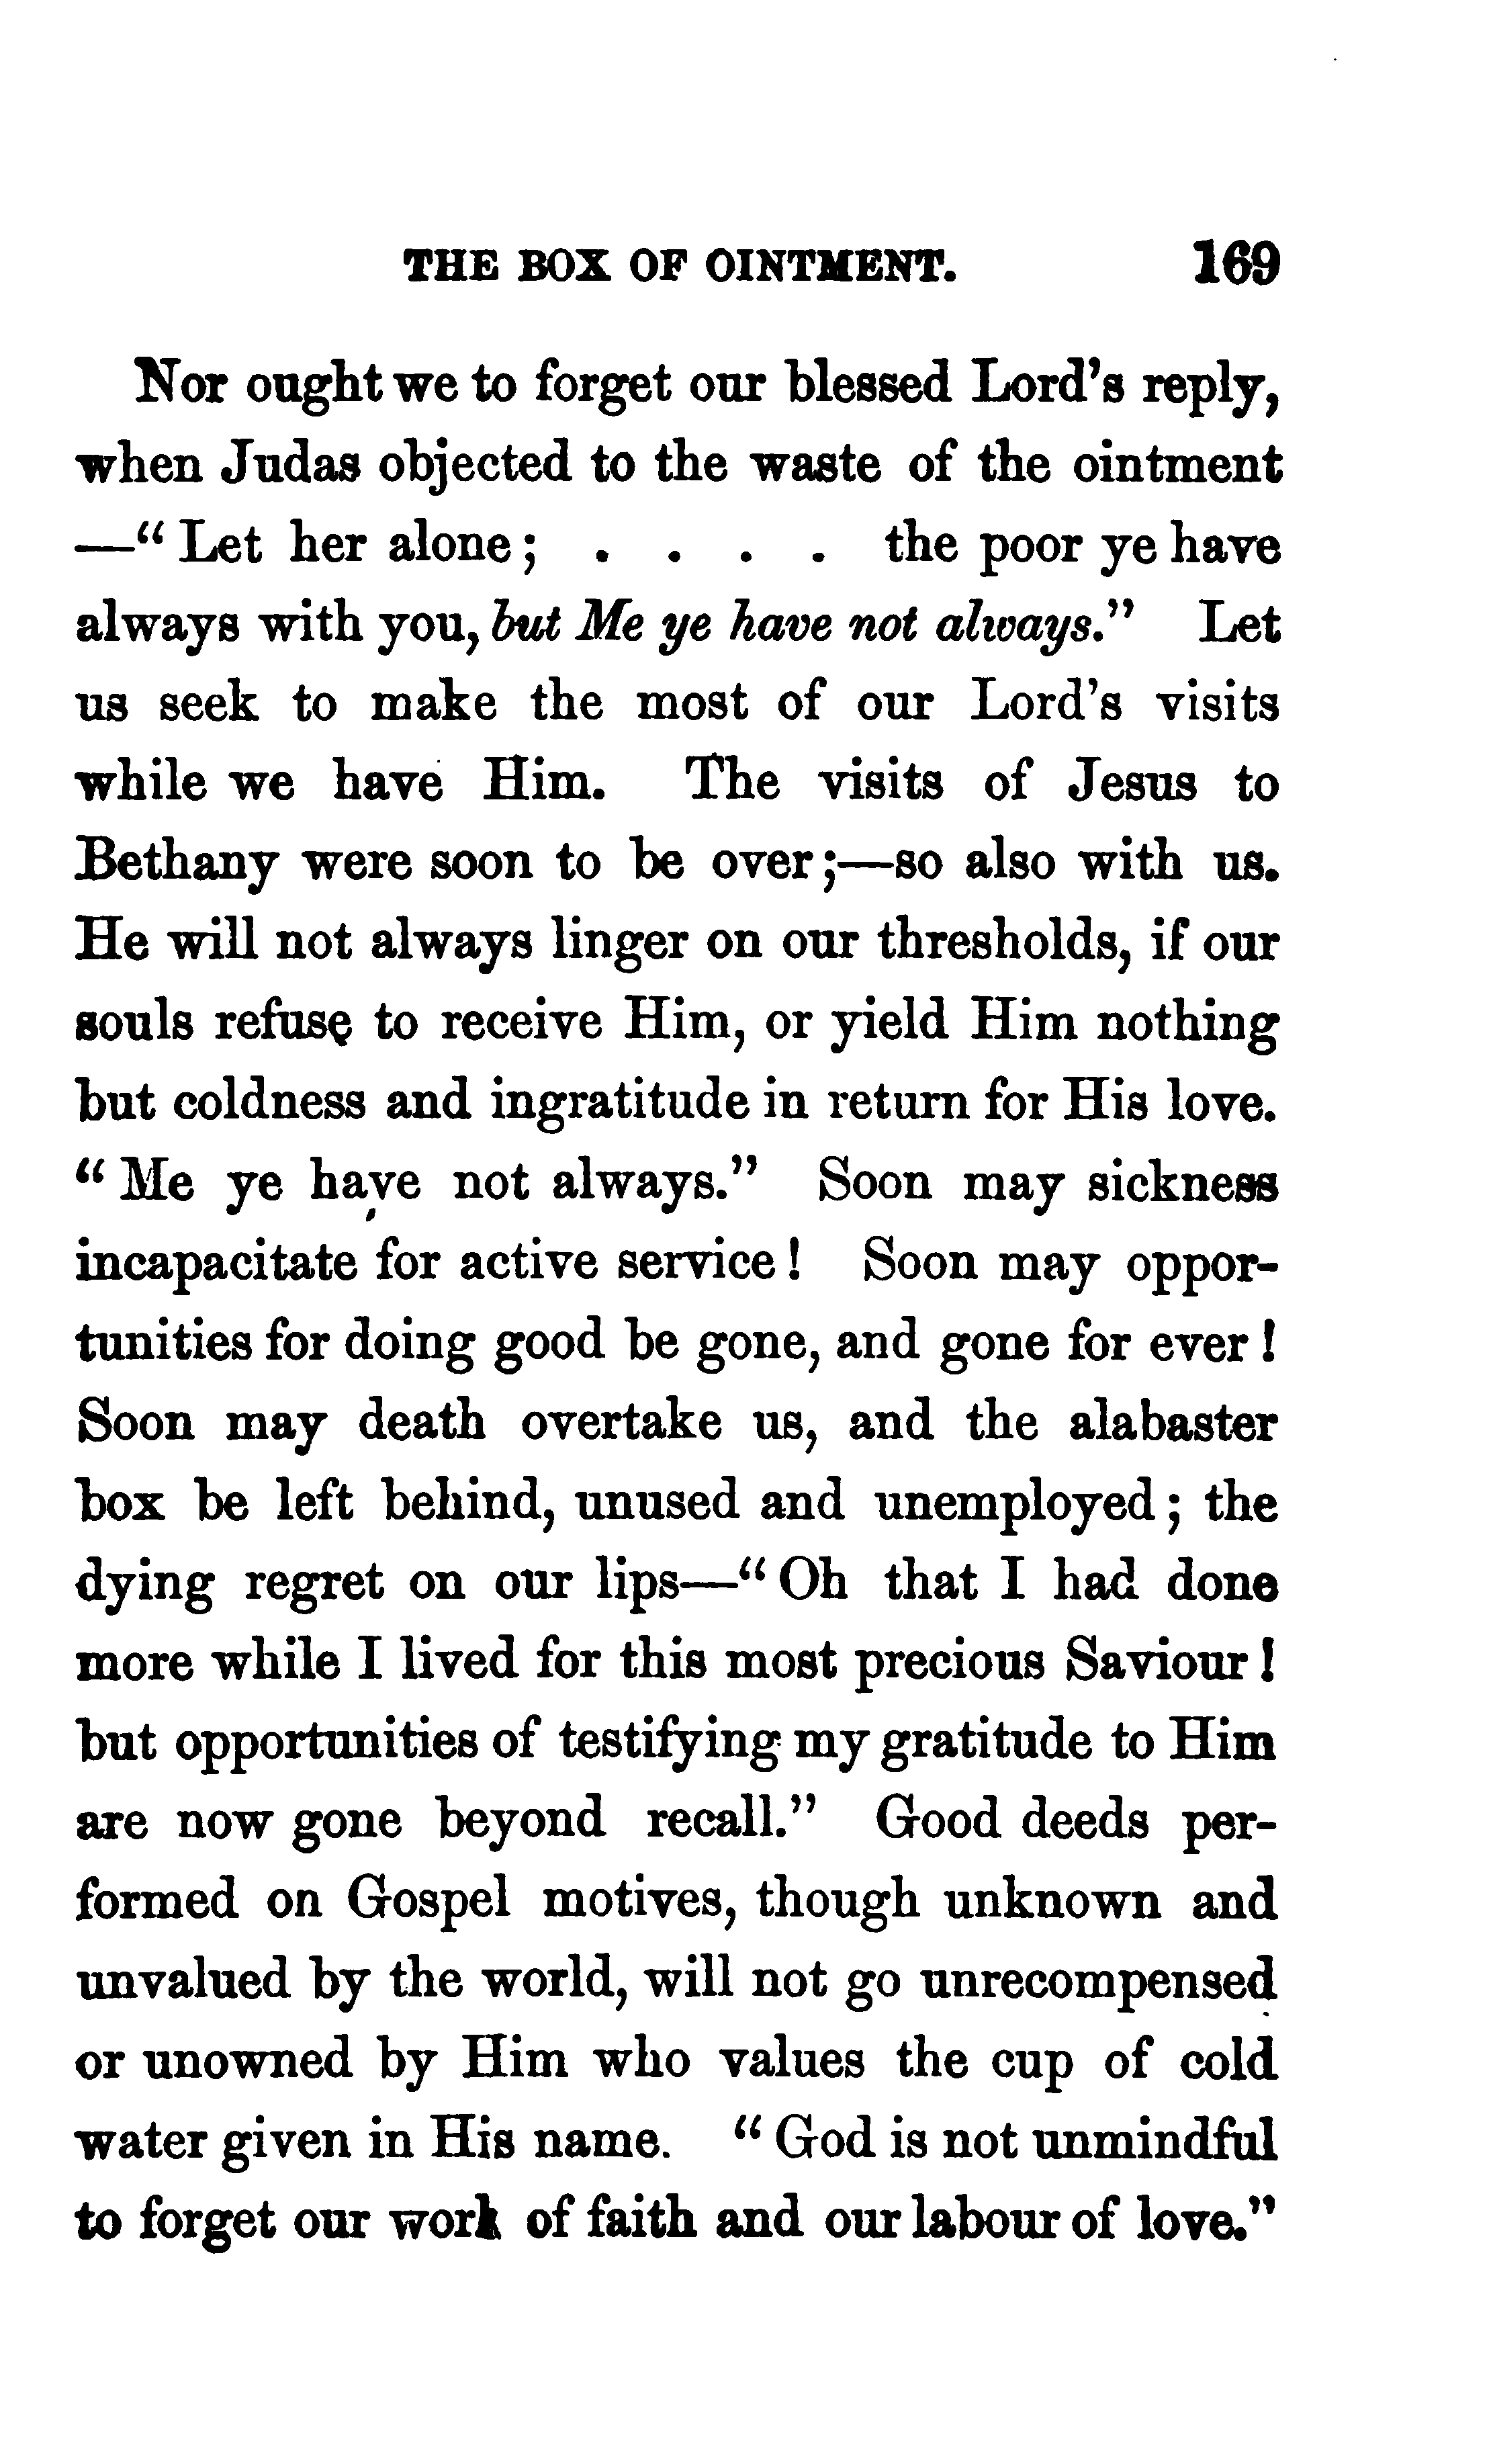 THE BOX OF OINTMENT. 169
Nor ought we to forget our blessed Lord's reply,
when Judas objected to the waste of the ointment
—“Let her alone; . . . . the poor ye have
always with you, but Me ye have not always.” Let
us seek to make the most of our Lord's visits
while we have Him. The visits of Jesus to
Bethany were soon to be over;—so also with us.
He will not always linger on our thresholds, if our
souls refuse to receive Him, or yield Him nothing
but coldness and ingratitude in return for His love.
“Me ye have not always.” Soon may sickness
incapacitate for active service! Soon may oppor-
tunities for doing good be gone, and gone for ever!
Soon may death overtake us, and the alabaster
box be left behind, unused and unemployed; the
dying regret on our lips—“Oh that I had done
more while I lived for this most precious Saviour!
but opportunities of testifying my gratitude to Him
are now gone beyond recall.” Good deeds per-
formed on Gospel motives, though unknown and
unvalued by the world, will not go unrecompensed
or unowned by Him who values the cup of cold
water given in His name. “God is not unmindful
to forget our work of faith and our labour of love.”